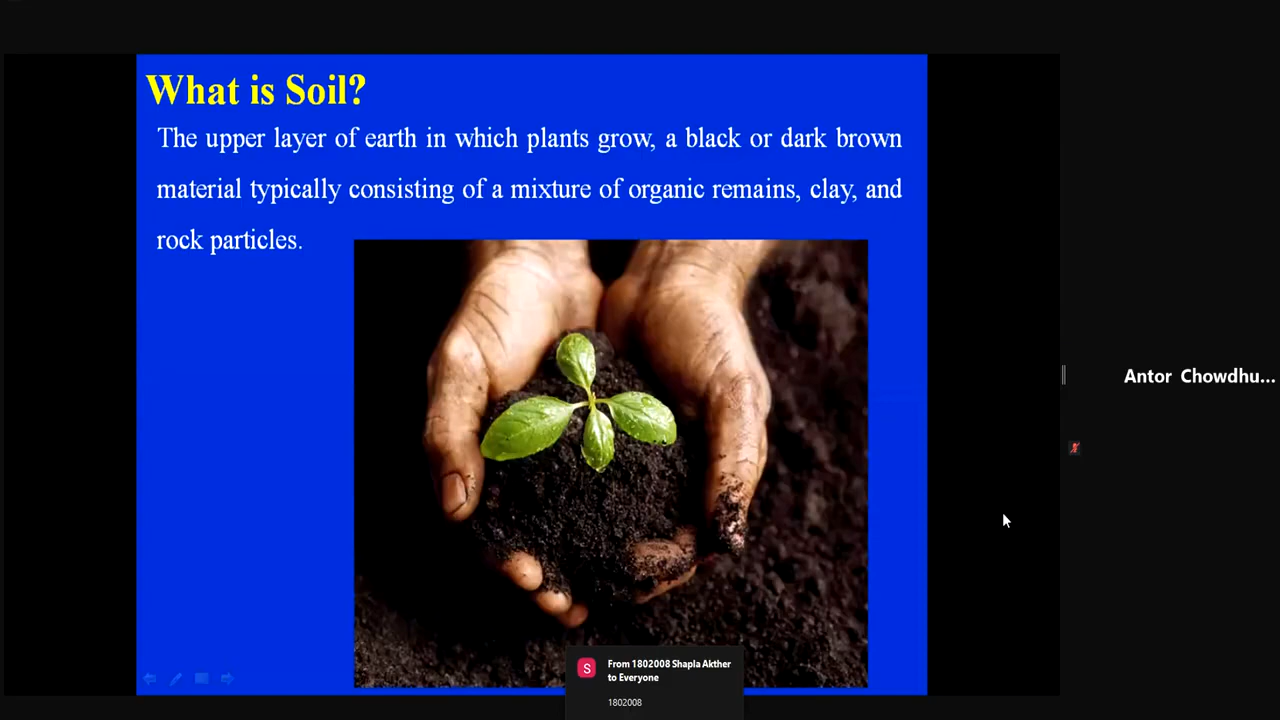 What is Soil?
The upper layer of earth in which plants grow, a black or dark brown
material typically consisting of a mixture of organic remains, clay, and
rock particles.
Antor Chowdhu...
S
From 1802008 Shapla Akther
to Everyone
1802008